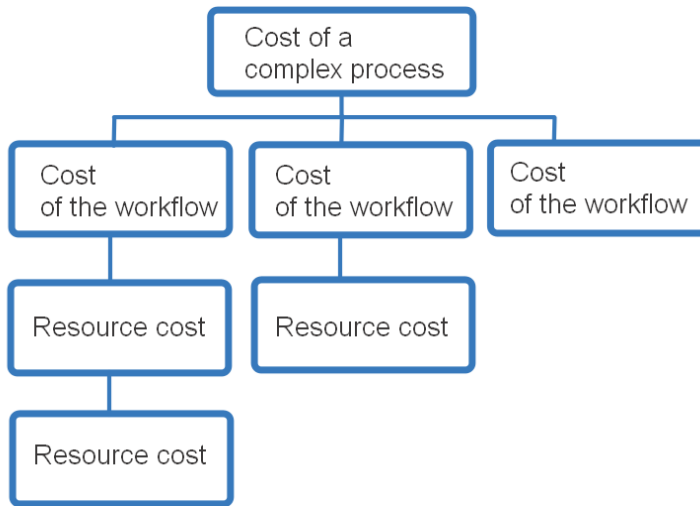 Cost of a
complex process
Cost
of the workflow
Cost
of the workflow
Cost
of the workflow
Resource cost
Resource cost
Resource cost